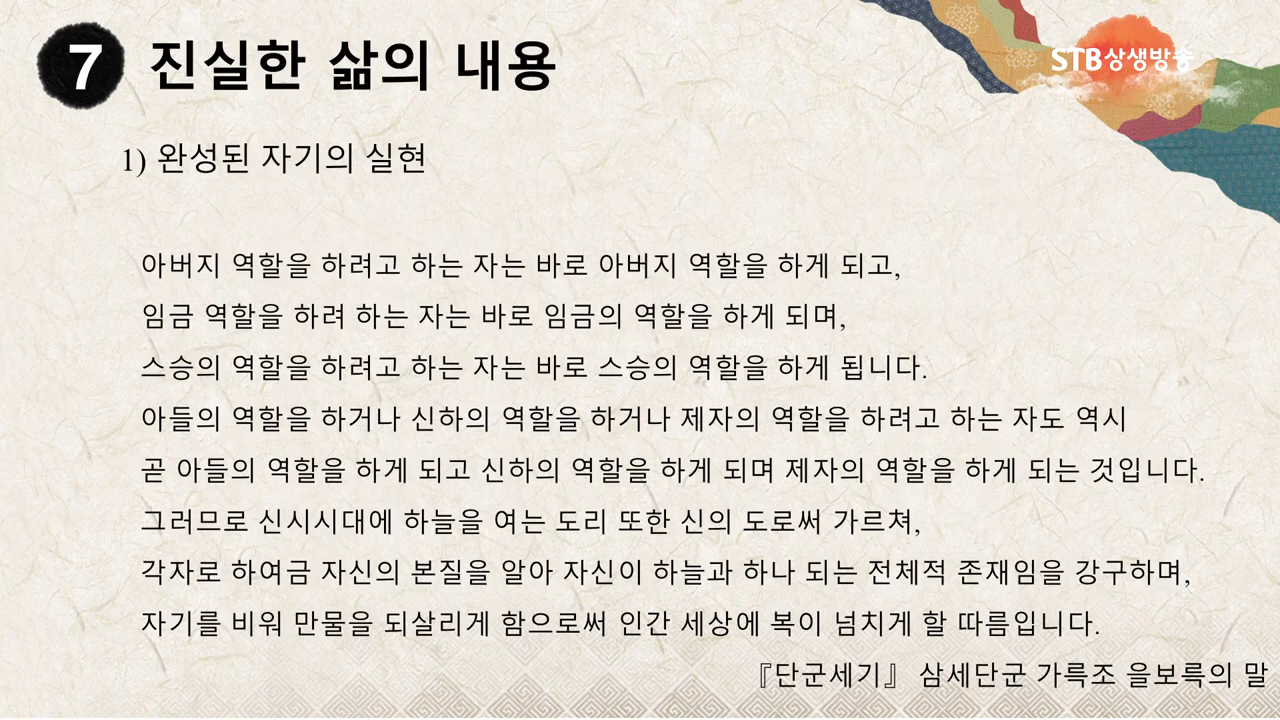 7 진실한 삶의 내용
STB상생방송
1) 완성된 자기의 실현
아버지 역할을 하려고 하는 자는 바로 아버지 역할을 하게 되고,
임금 역할을 하려 하는 자는 바로 임금의 역할을 하게 되며,
스승의 역할을 하려고 하는 자는 바로 스승의 역할을 하게 됩니다.
아들의 역할을 하거나 신하의 역할을 하거나 제자의 역할을 하려고 하는 자도 역시
곧 아들의 역할을 하게 되고 신하의 역할을 하게 되며 제자의 역할을 하게 되는 것입니다.
그러므로 신시시대에 하늘을 여는 도리 또한 신의 도로써 가르쳐,
각자로 하여금 자신의 본질을 알아 자신이 하늘과 하나 되는 전체적 존재임을 강구하며,
자기를 비워 만물을 되살리게 함으로써 인간 세상에 복이 넘치게 할 따름입니다.
『단군세기』 삼세단군 가륵조 을보륵의 말